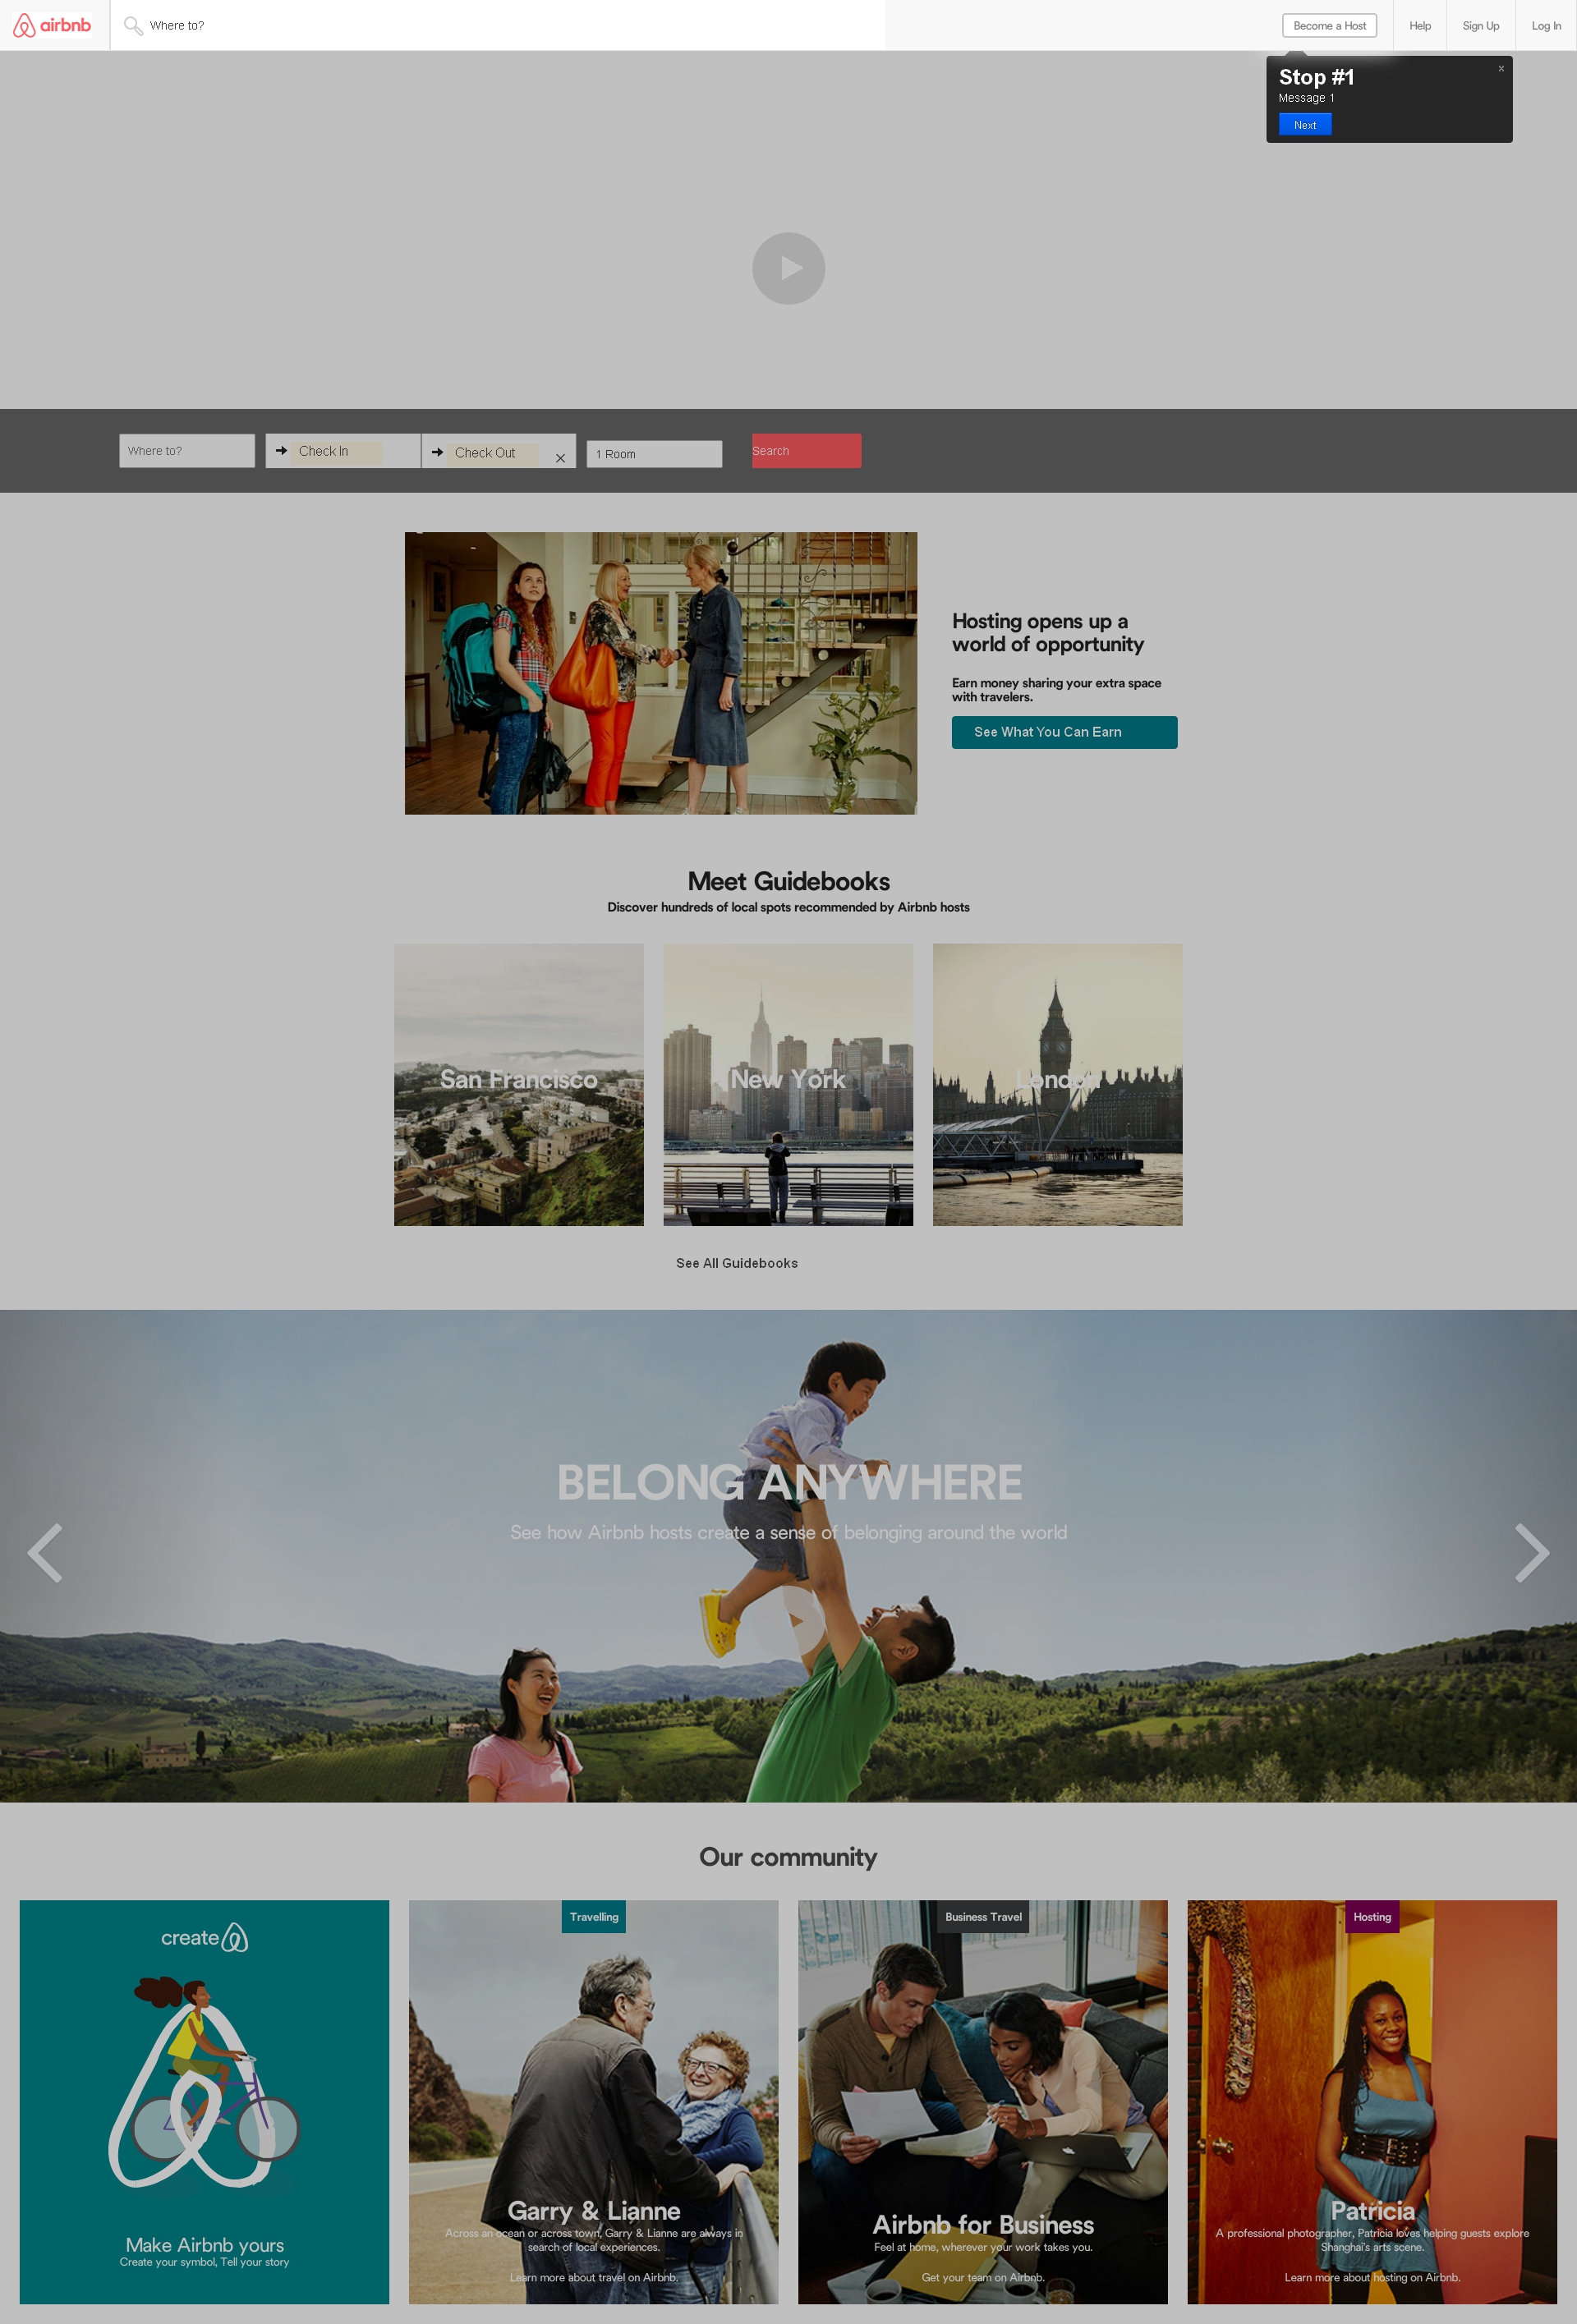 airbnb
Where to?
Become a Host
Help
Sign Up
Log In
Stop #1
x
Message 1
Next
Where to?
Check In
Check Out
1 Room
Search
Hosting opens up a
world of opportunity
Earn money sharing your extra space
with travelers.
See What You Can Earn
Meet Guidebooks
Discover hundreds of local spots recommended by Airbnb hosts
San Francisco
New York
London
See All Guidebooks
BELONG ANYWHERE
See how Airbnb hosts create a sense of belonging around the world
Our community
create
Make Airbnb yours
Create your symbol, Tell your story
Travelling
Garry & Lianne
Across an ocean or across town, Garry & Lianne are always in
search of local experiences.
Learn more about travel on Airbnb.
Business Travel
Airbnb for Business
Feel at home, wherever your work takes you.
Get your team on Airbnb.
Hosting
Patricia
A professional photographer, Patricia loves helping guests explore
Shanghai's arts scene.
Learn more about hosting on Airbnb.